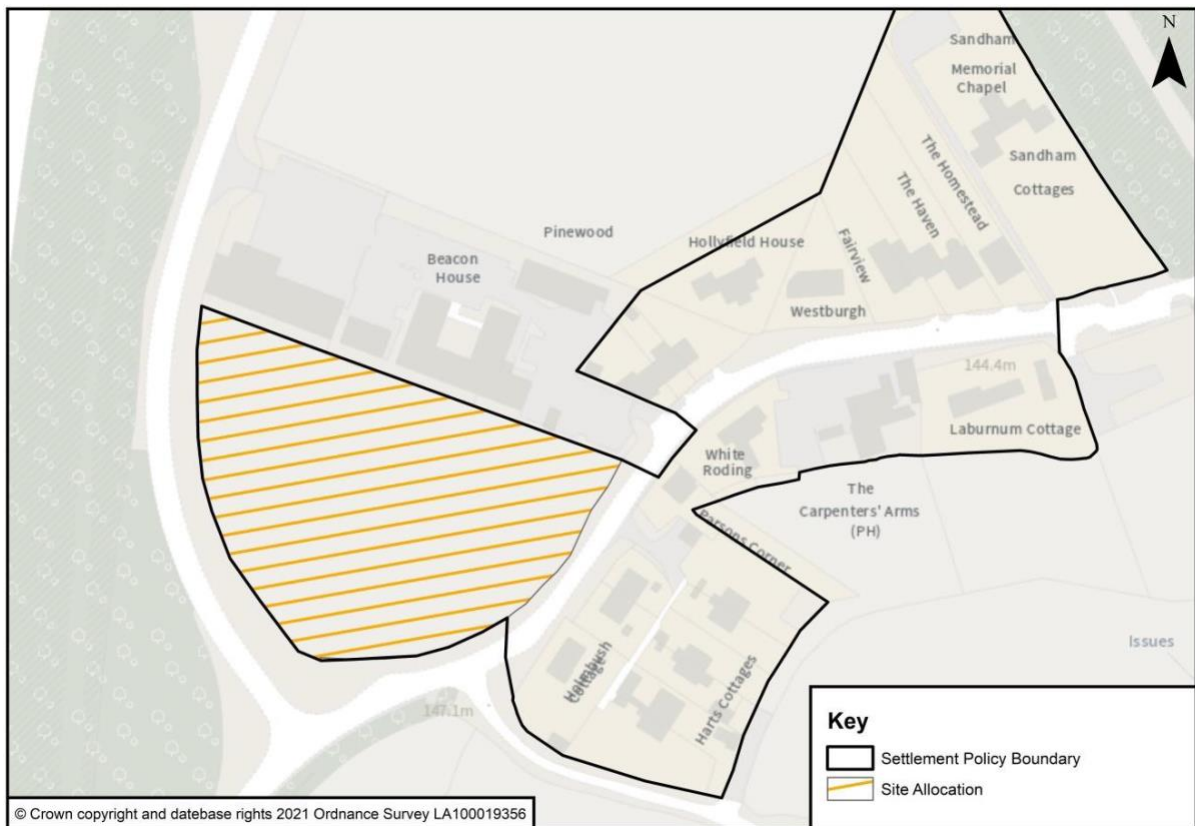 N
Sandham
Memorial
Chapel
The Homestead
Sandham
Cottages
The Haven
Pinewood
Hollyfield House
Fairview
Beacon
House
Westburgh
144.4m
Laburnum Cottage
White
Roding
The
Carpenters' Arms
(PH)
Parsons Corner
Issues
Holmbush
Cottage
Harts Cottages
147.1m
Key
Settlement Policy Boundary
Site Allocation
© Crown copyright and datebase rights 2021 Ordnance Survey LA100019356